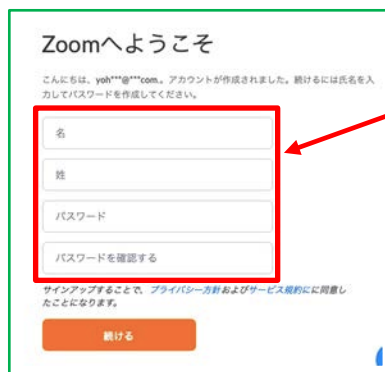 Zoomへようこそ
こんにちは、yoh***@***com.。アカウントが作成されました。続けるには氏名を入
力してパスワードを作成してください。
名
姓
パスワード
パスワードを確認する
サインアップすることで、プライバシー方針およびサービス規約にに同意し
たことになります。
続ける